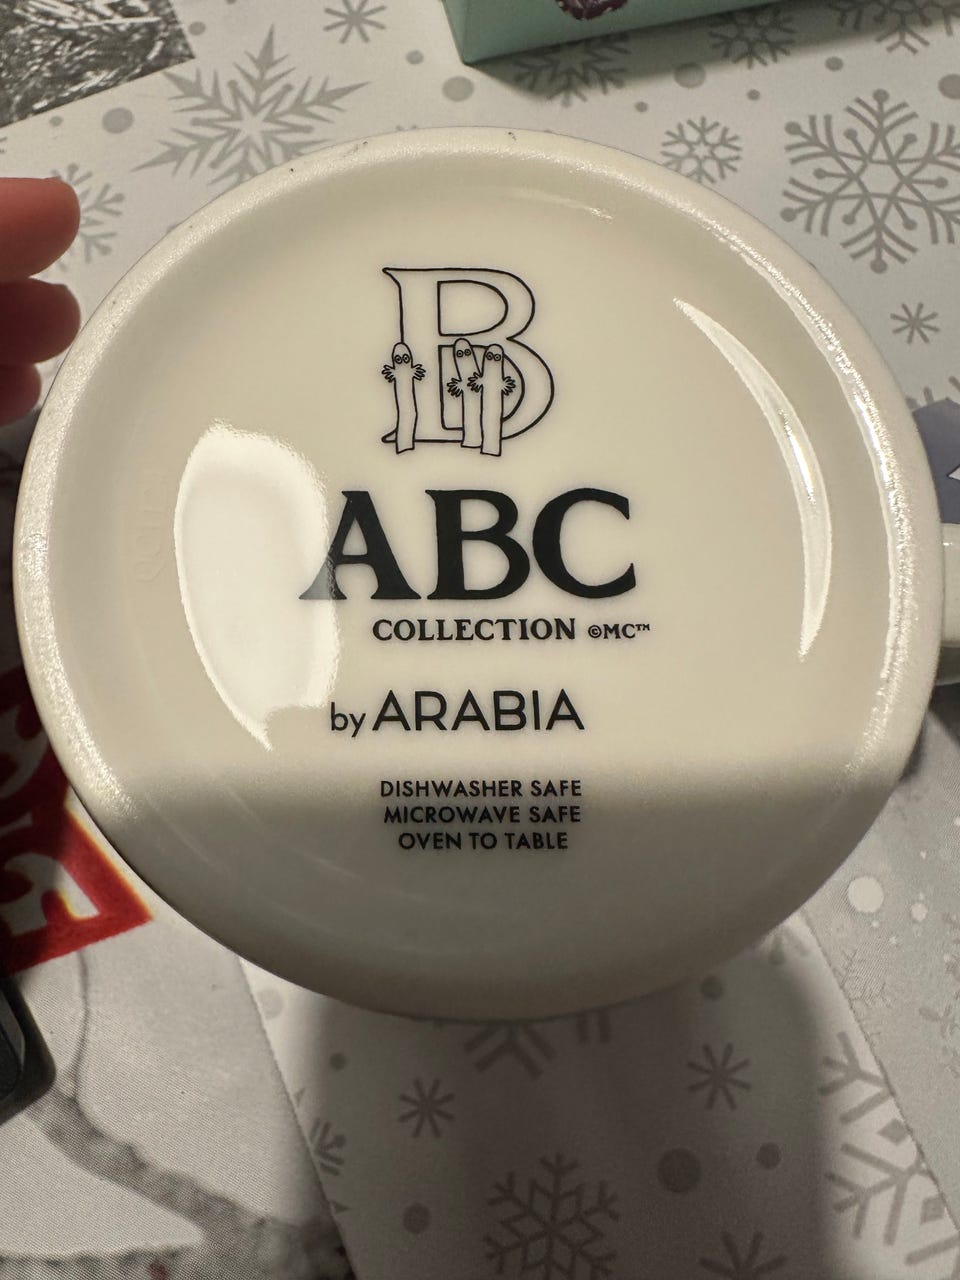 B
ABC
COLLECTION ©MC™
by ARABIA
DISHWASHER SAFE
MICROWAVE SAFE
OVEN TO TABLE